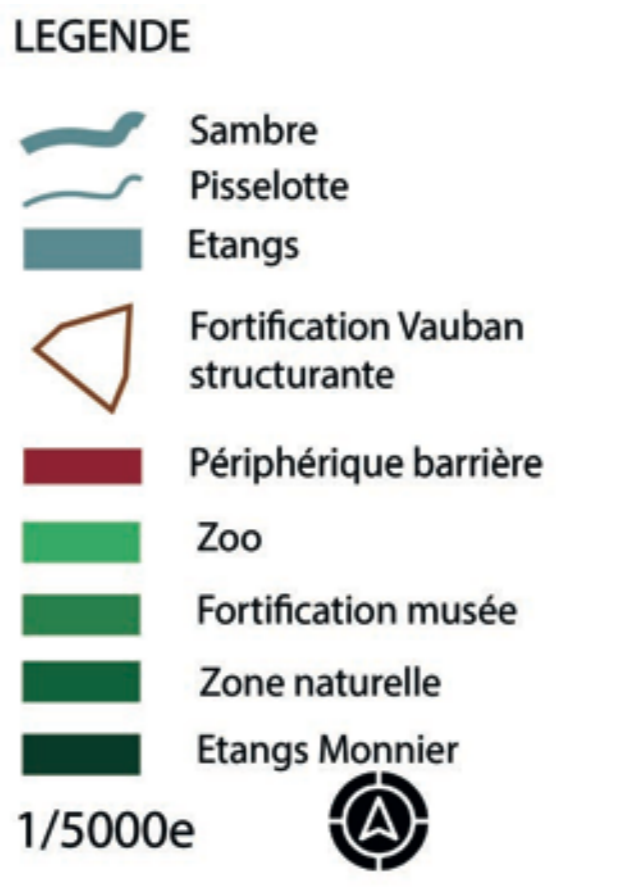 LEGENDE
Sambre
Pisselotte
Etangs
Fortification Vauban
structurante
Périphérique barrière
Zoo
Fortification musée
Zone naturelle
Etangs Monnier
1/5000e